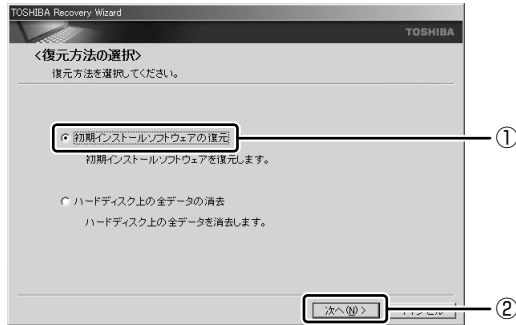 TOSHIBA Recovery Wizard
TOSHIBA
<復元方法の選択>
復元方法を選択してください。
初期インストールソフトウェアの復元
①
初期インストールソフトウェアを復元します。
ハードディスク上の全データの消去
ハードディスク上の全データを消去します。
次へ(N) >
②